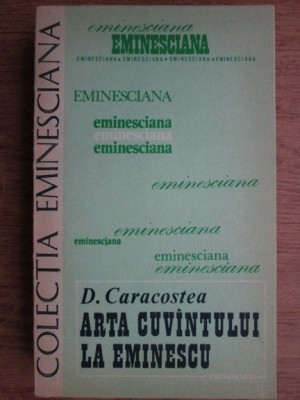 COLECTIA EMINESCIANA
eminesciana
EMINESCIANA
EMINESCIANA • EMINESCIANA • EMINESCIANA • EMINESCIANA
EMINESCIANA
eminesciana
eminesciana
eminesciana
eminesciana
eminesciana
eminesciana
eminesciana
eminesciana
D. Caracostea
ARTA CUVÎNTULUI
LA EMINESCU